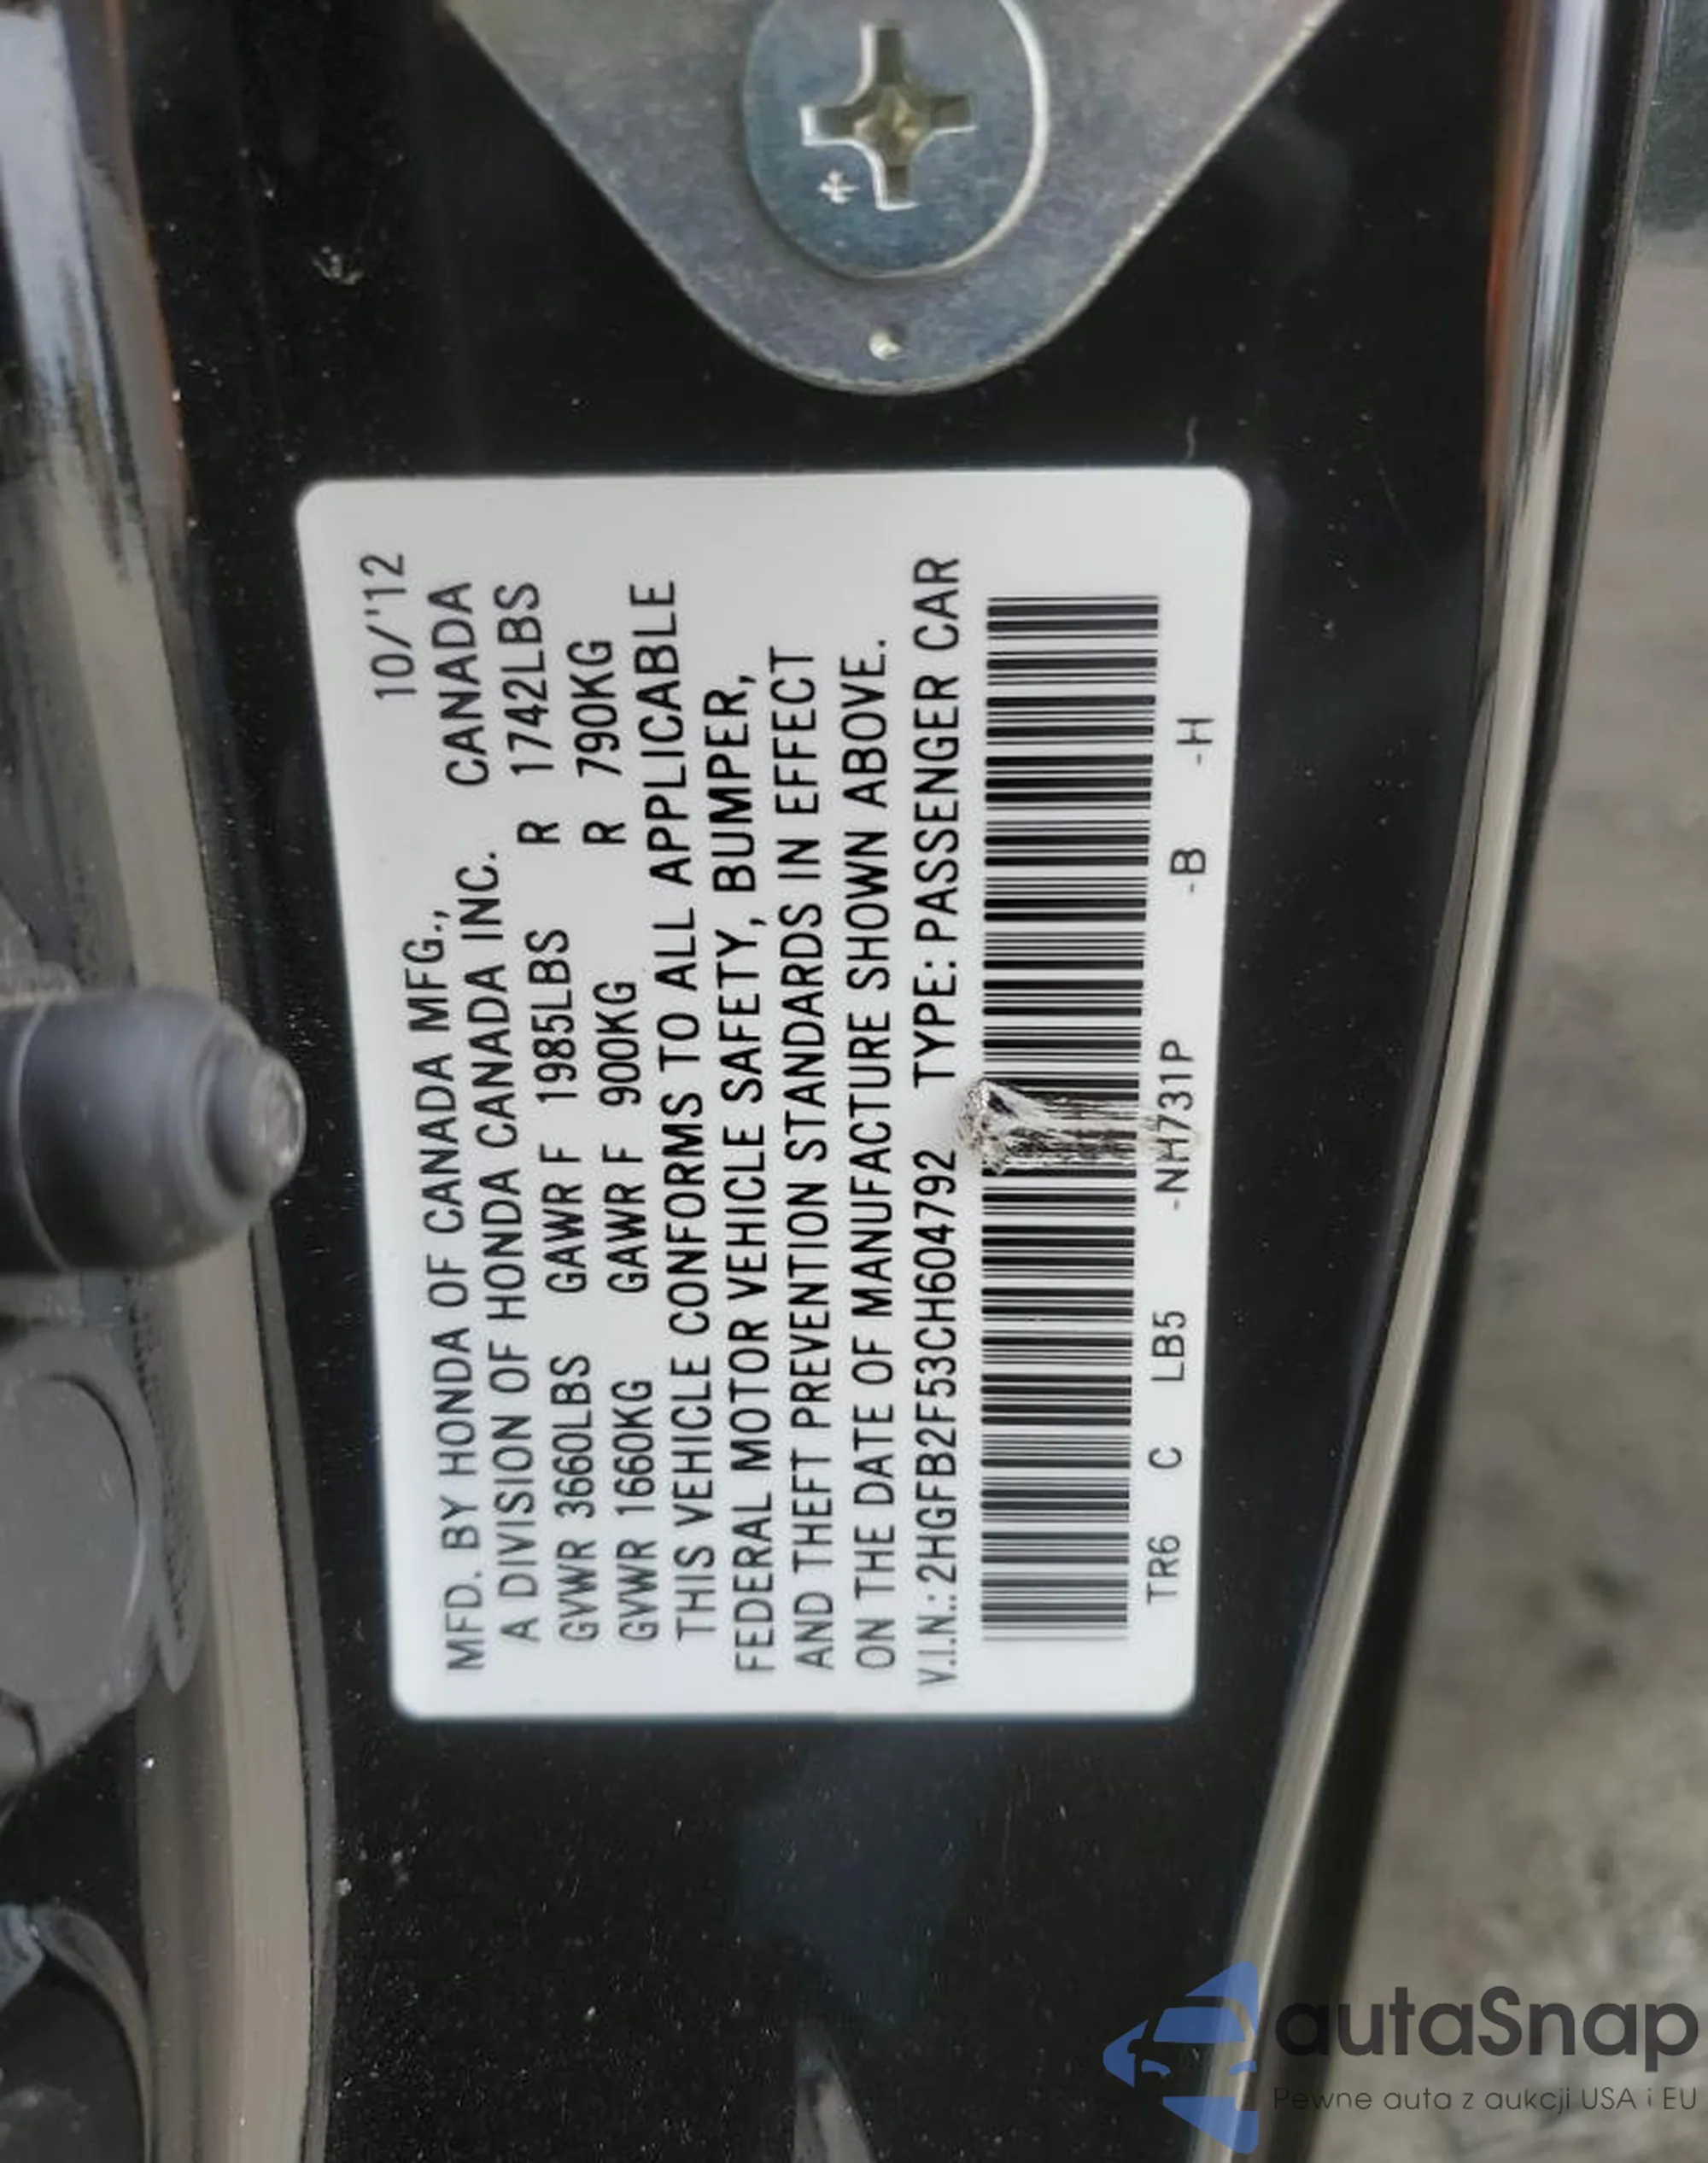 10/'12
MFD. BY HONDA OF CANADA MFG., CANADA
A DIVISION OF HONDA CANADA INC.
GVWR 3660LBS GAWR F 1985LBS R 1742LBS
GVWR 1660KG GAWR F 900KG R 790KG
THIS VEHICLE CONFORMS TO ALL APPLICABLE
FEDERAL MOTOR VEHICLE SAFETY, BUMPER,
AND THEFT PREVENTION STANDARDS IN EFFECT
ON THE DATE OF MANUFACTURE SHOWN ABOVE.
V.I.N.: 2HGFB2F53CH604792 TYPE: PASSENGER CAR
TR6 C LB5 -NH731P -B -H
autaSnap
Pewne auta z aukcji USA i EU